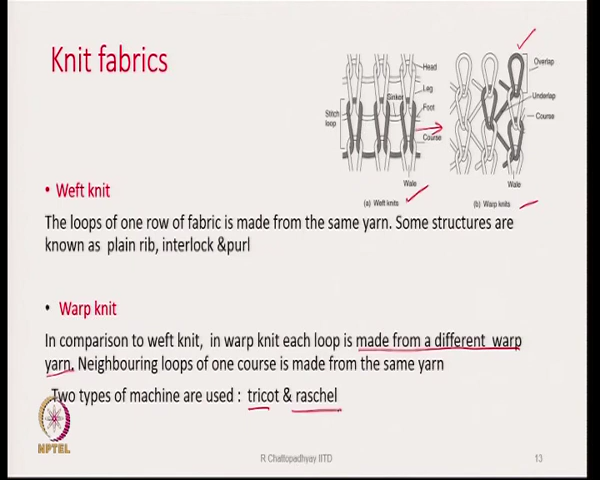 Knit fabrics
Head
Leg
Sinker
Foot
Stitch
loop
Course
Wale
(a) Weft knits
Overlap
Underlap
Course
Wale
(b) Warp knits
• Weft knit
The loops of one row of fabric is made from the same yarn. Some structures are
known as plain rib, interlock &purl
• Warp knit
In comparison to weft knit, in warp knit each loop is made from a different warp
yarn. Neighbouring loops of one course is made from the same yarn
Two types of machine are used : tricot & raschel
NPTEL
R Chattopadhyay IITD
13